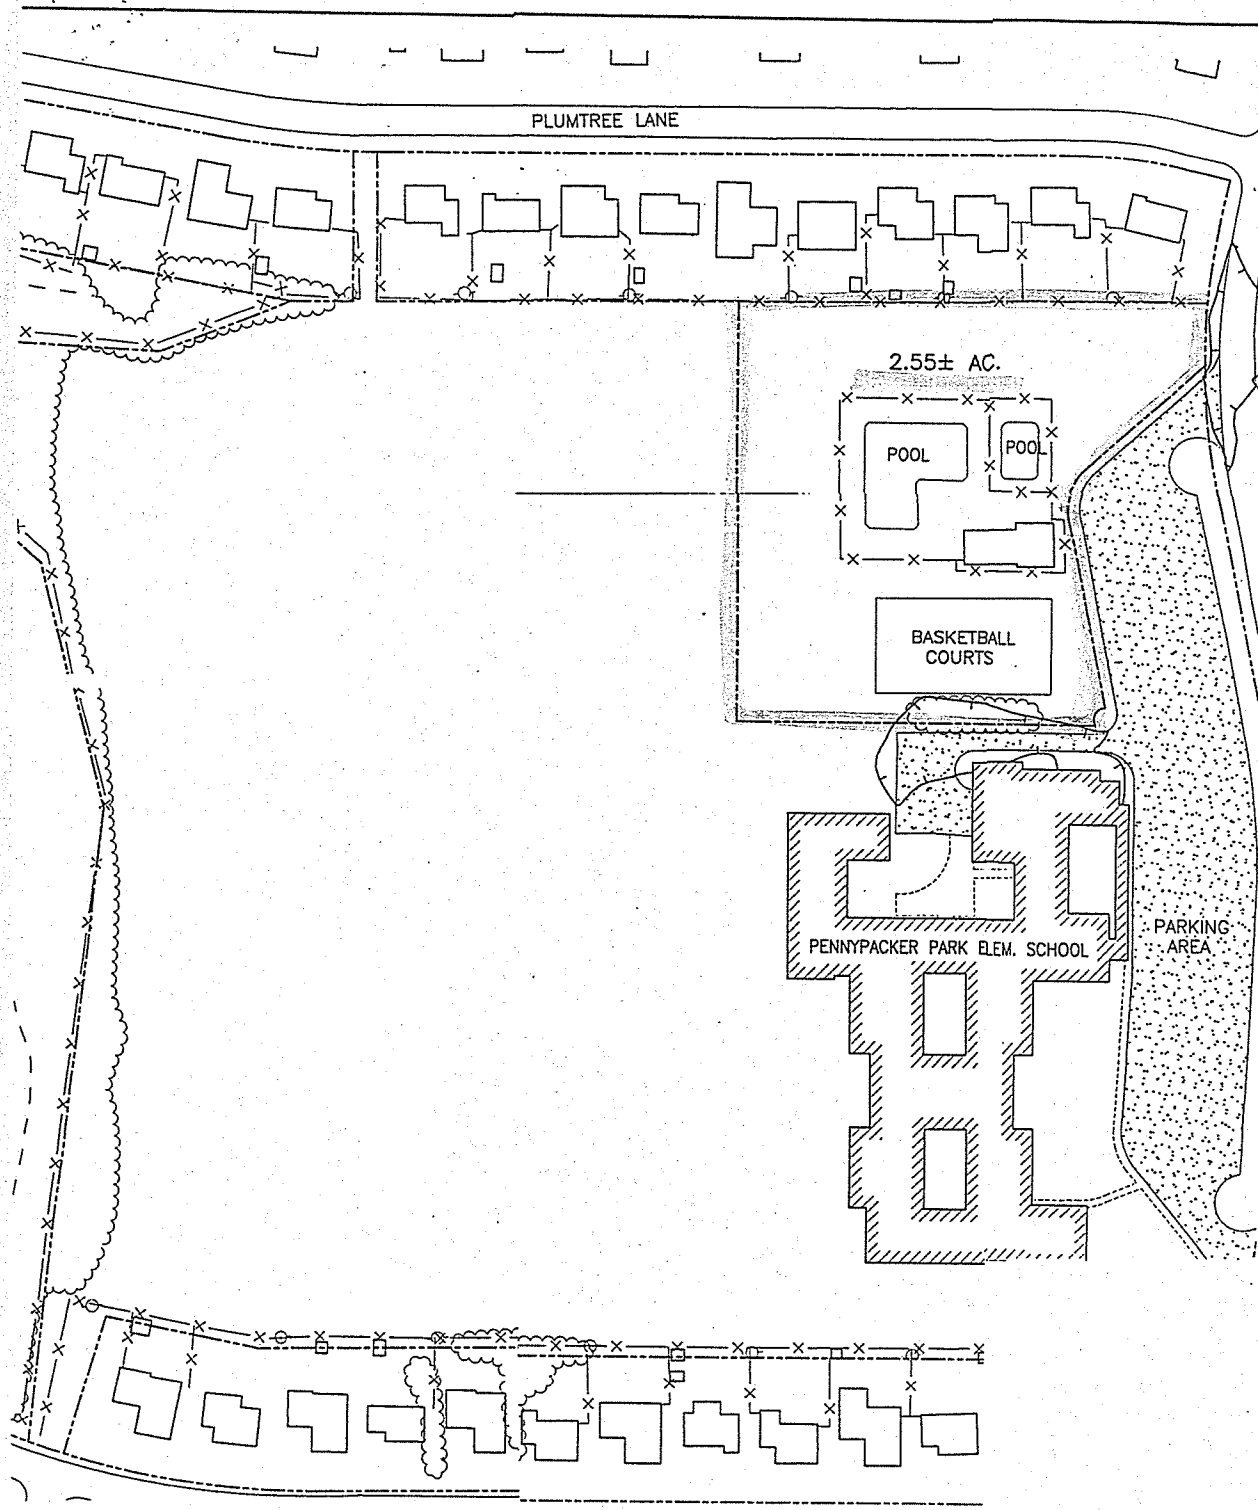 PLUMTREE LANE
2.55± AC.
POOL
POOL
BASKETBALL
COURTS
PENNYPACKER PARK ELEM. SCHOOL
PARKING
AREA